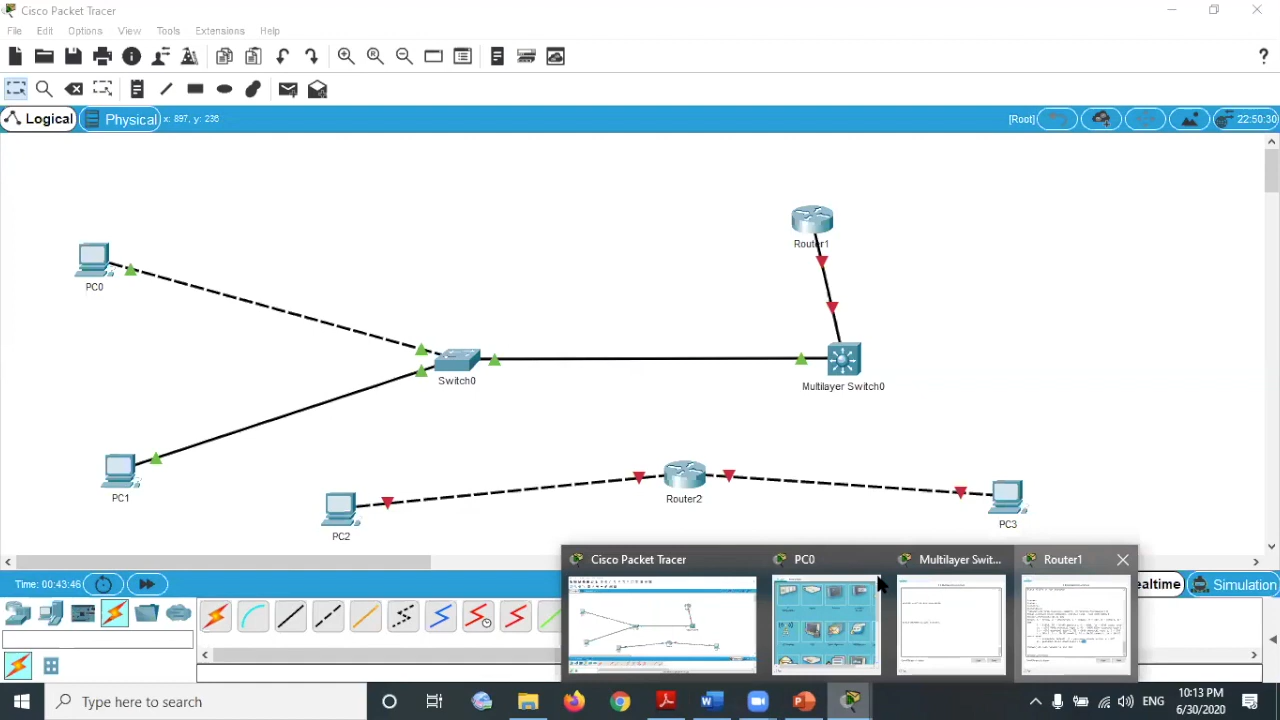 Cisco Packet Tracer
File Edit Options View Tools Extensions Help
Logical Physical x: 897, y: 236 [Root] 22:50:30
Router1
PC0
Switch0
Multilayer Switch0
PC1
Router2
PC2
PC3
Cisco Packet Tracer PC0 Multilayer Swit... Router1
Time: 00:43:46 ealtime Simulation
Type here to search
ENG 10:13 PM
6/30/2020